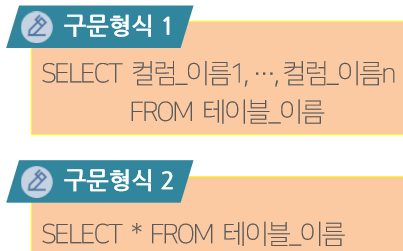 구문형식 1
SELECT 컬럼_이름1, …, 컬럼_이름n
FROM 테이블_이름
구문형식 2
SELECT * FROM 테이블_이름